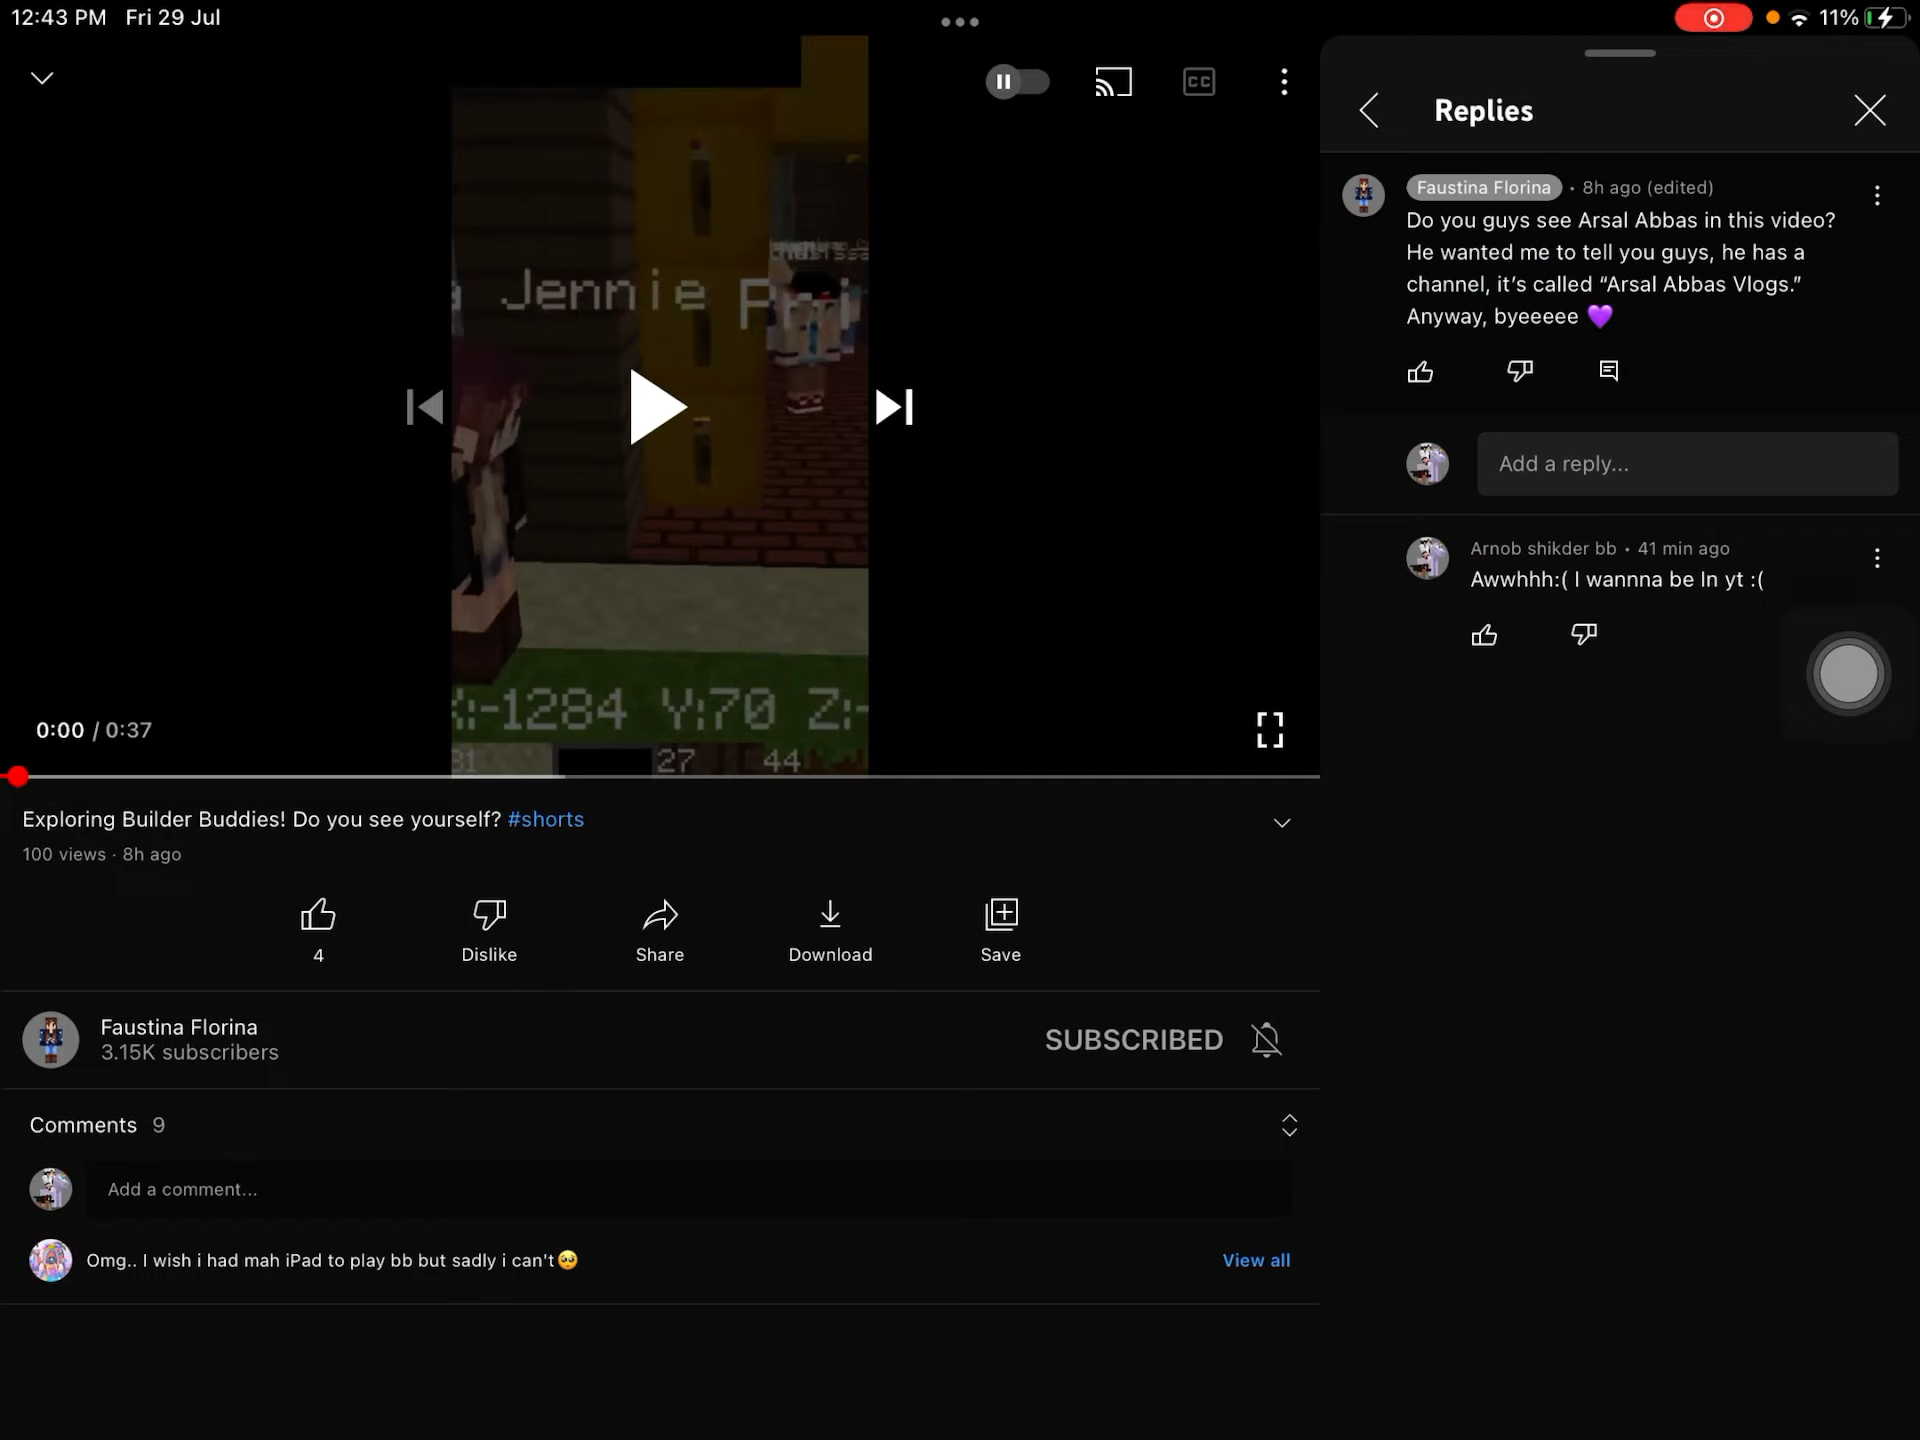 12:43 PM Fri 29 Jul
11%
CC
Jennie
X:-1284 Y:70 Z:-
31 27 44
0:00 / 0:37
Exploring Builder Buddies! Do you see yourself? #shorts
100 views · 8h ago
4
Dislike
Share
Download
Save
Faustina Florina
3.15K subscribers
SUBSCRIBED
Comments 9
Add a comment...
Omg.. I wish i had mah iPad to play bb but sadly i can't🥺
View all
Replies
Faustina Florina • 8h ago (edited)
Do you guys see Arsal Abbas in this video?
He wanted me to tell you guys, he has a
channel, it’s called “Arsal Abbas Vlogs.”
Anyway, byeeeee 💜
Add a reply...
Arnob shikder bb • 41 min ago
Awwhhh:( I wannna be In yt :(